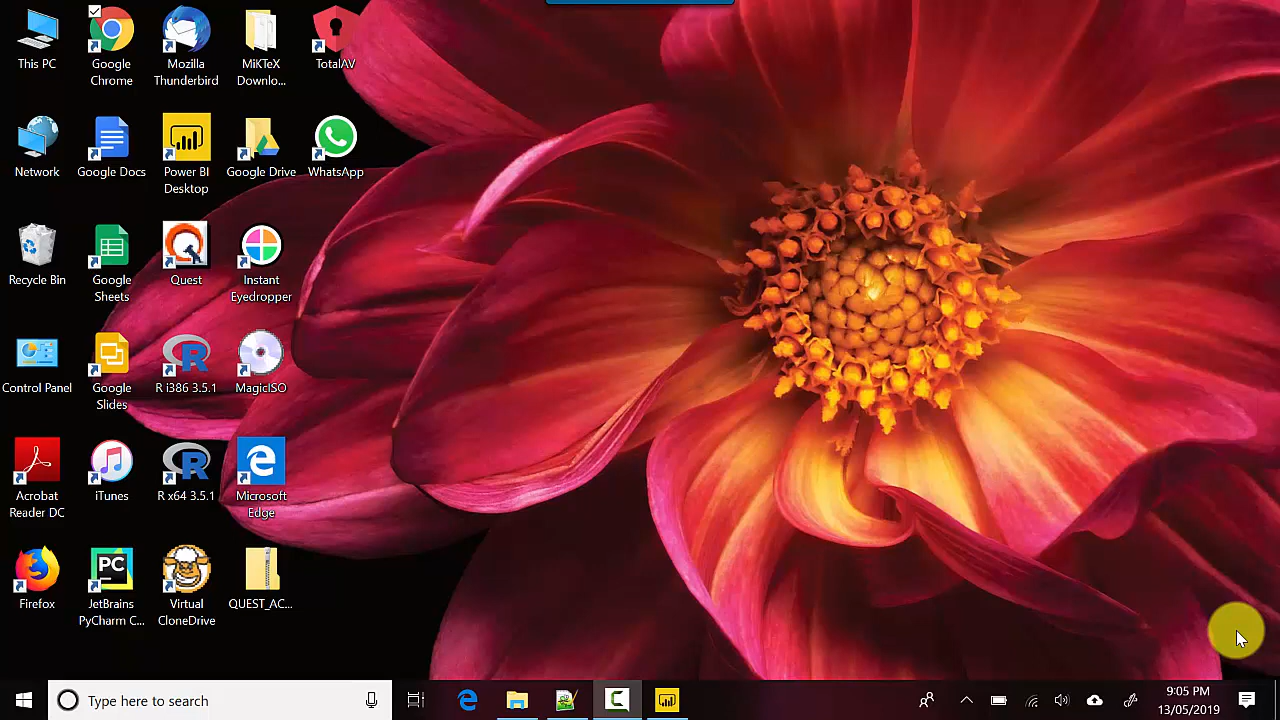 This PC
Google
Chrome
Mozilla
Thunderbird
MiKTeX
Downlo...
TotalAV
Network
Google Docs
Power BI
Desktop
Google Drive
WhatsApp
Recycle Bin
Google
Sheets
Quest
Instant
Eyedropper
Control Panel
Google
Slides
R i386 3.5.1
MagicISO
Acrobat
Reader DC
iTunes
R x64 3.5.1
Microsoft
Edge
Firefox
PC
JetBrains
PyCharm C...
Virtual
CloneDrive
QUEST_AC...
Type here to search
9:05 PM
13/05/2019